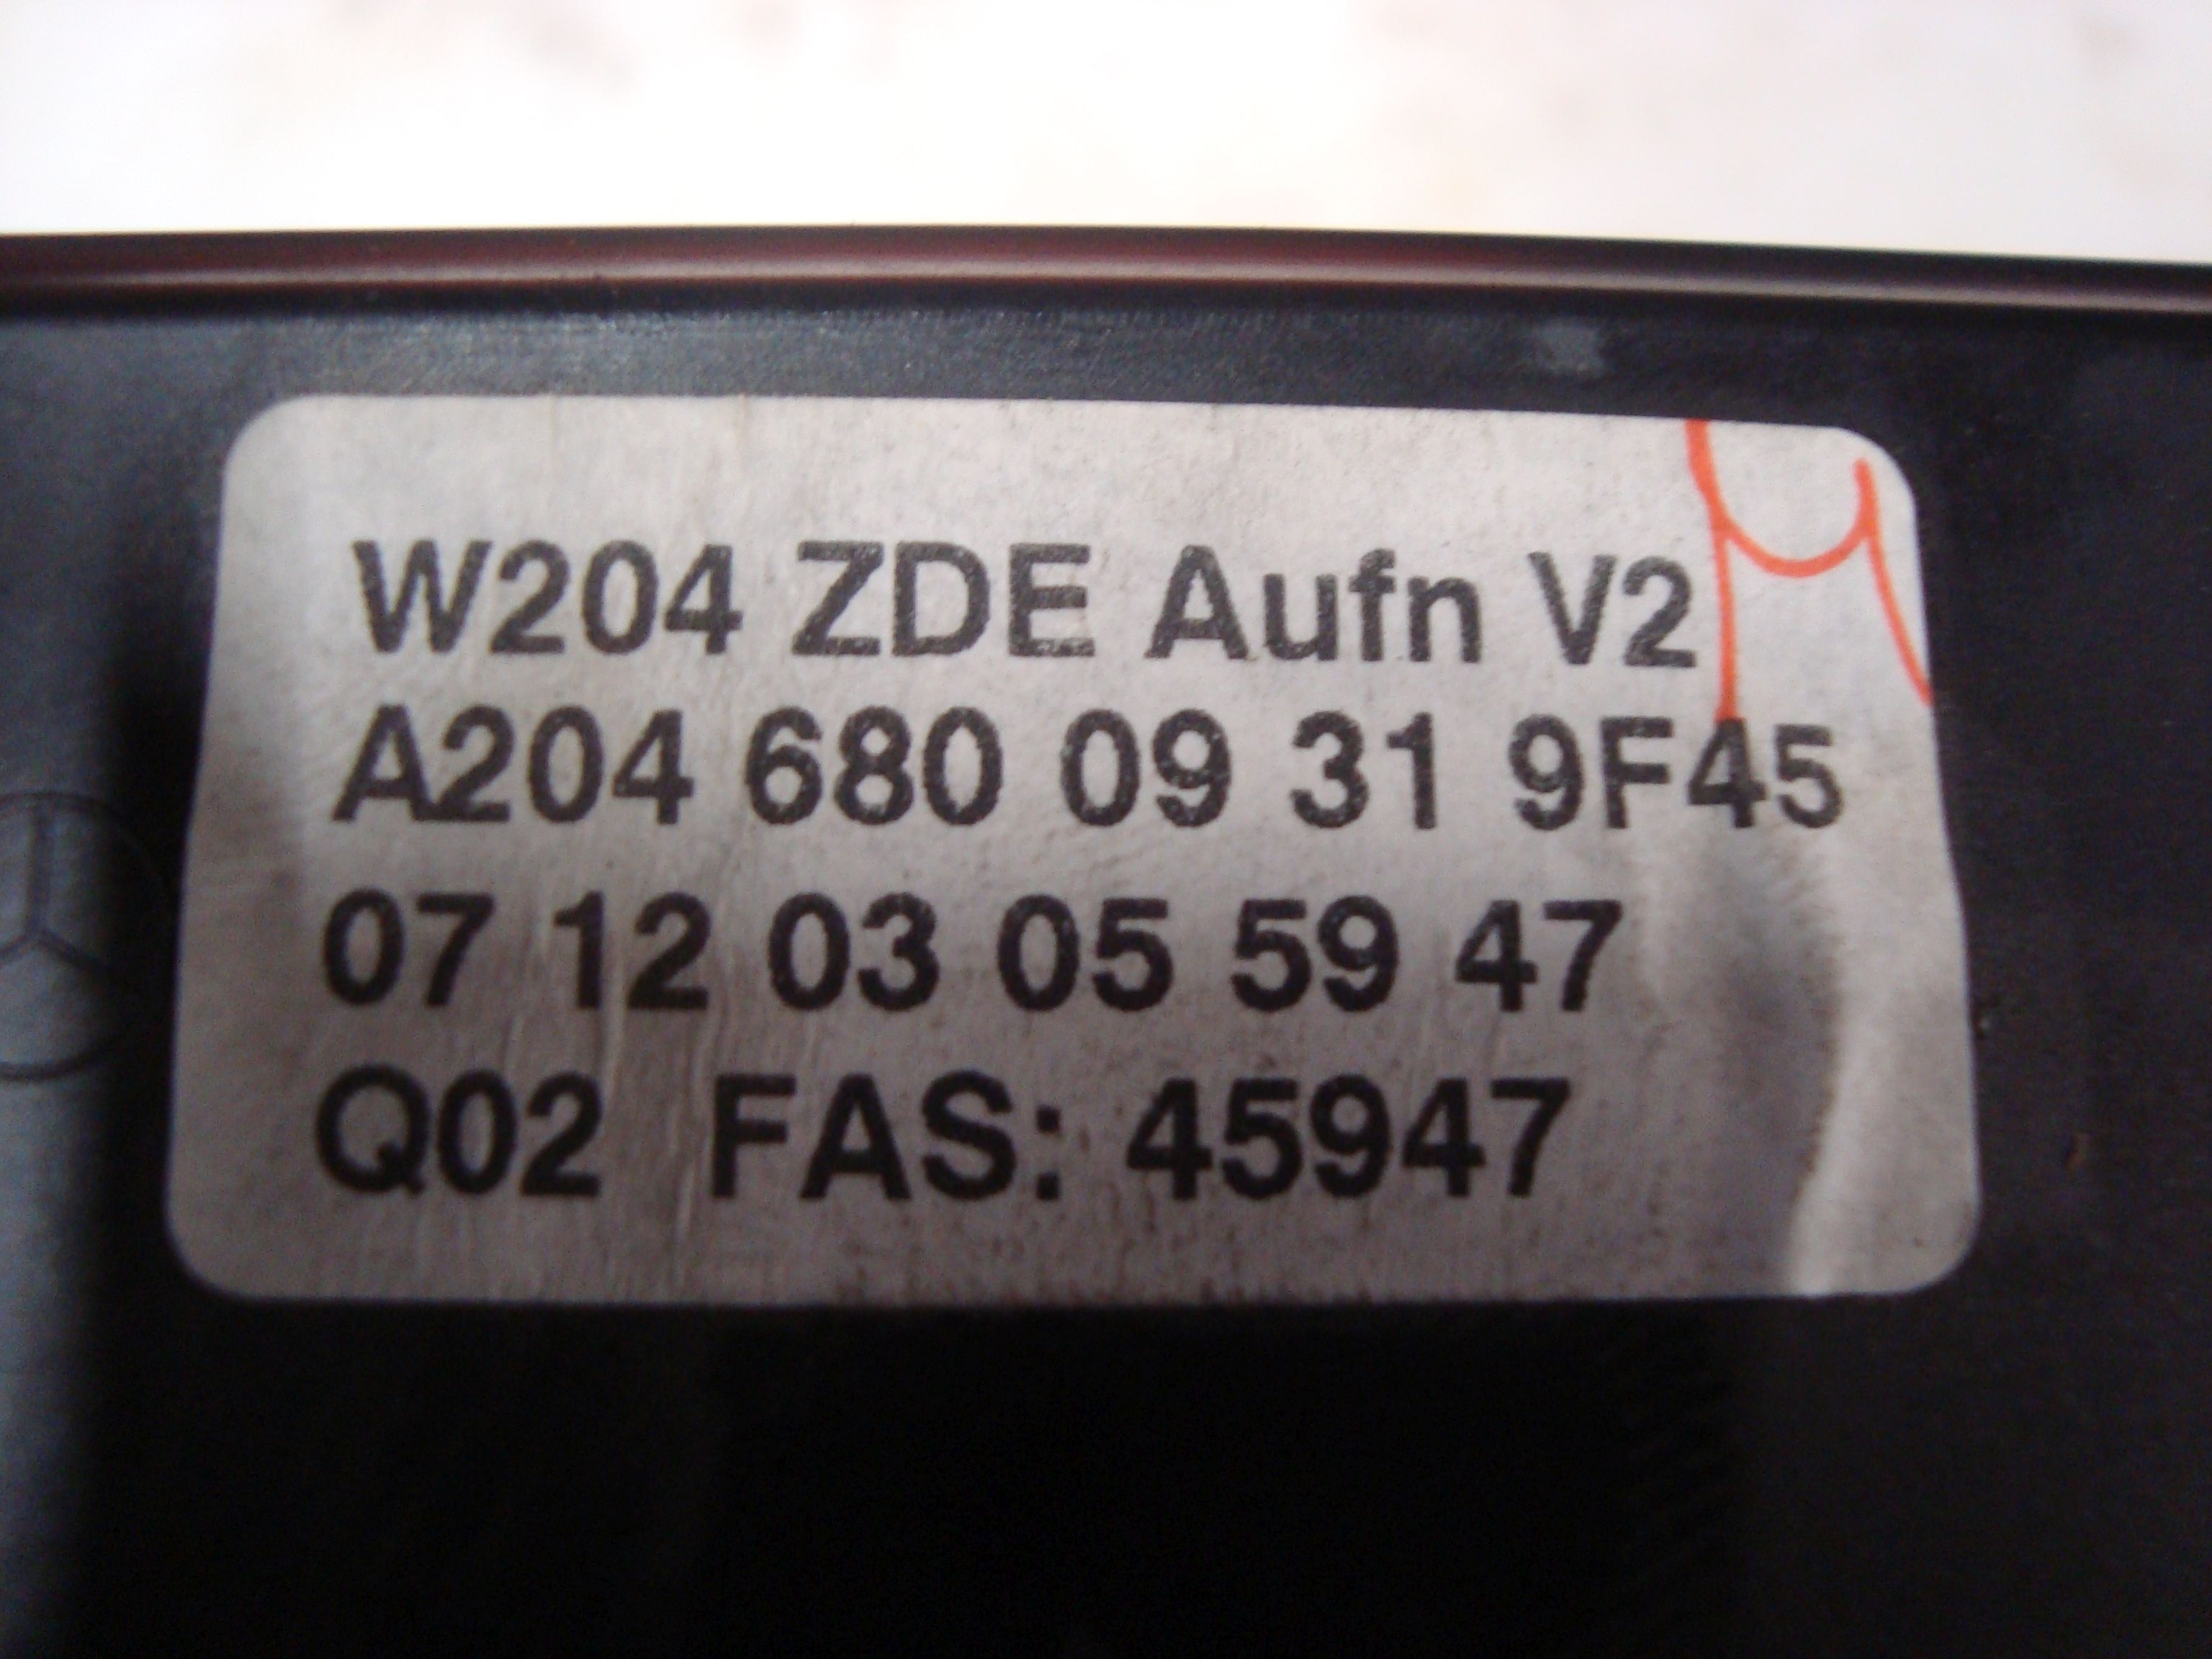 W204 ZDE Aufn V2
A204 680 09 31 9F45
07 12 03 05 59 47
Q02 FAS: 45947